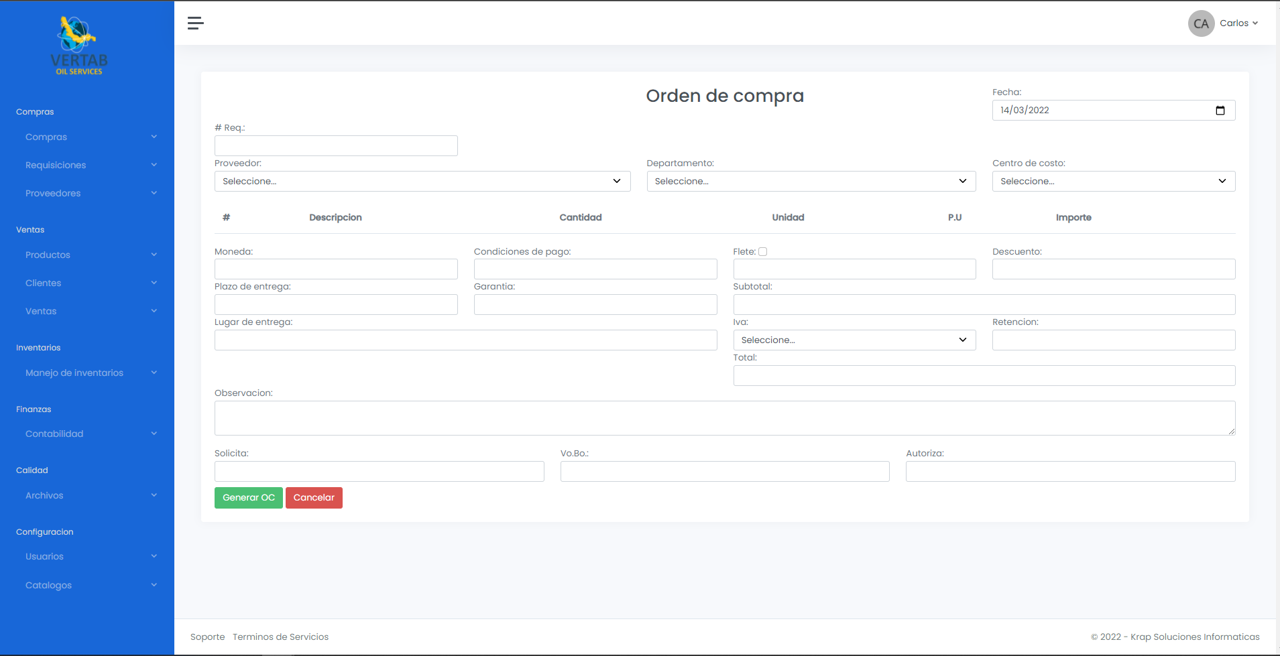 VERTAB
OIL SERVICES
CA Carlos
Compras
Compras
Requisiciones
Proveedores
Ventas
Productos
Clientes
Ventas
Inventarios
Manejo de inventarios
Finanzas
Contabilidad
Calidad
Archivos
Configuracion
Usuarios
Catalogos
Orden de compra
Fecha:
14/03/2022
# Req.:
Proveedor: Departamento: Centro de costo:
Seleccione... Seleccione... Seleccione...
# Descripcion Cantidad Unidad P.U Importe
Moneda: Condiciones de pago: Flete: Descuento:
Plazo de entrega: Garantia: Subtotal:
Lugar de entrega: Iva: Retencion:
Seleccione...
Total:
Observacion:
Solicita: Vo.Bo.: Autoriza:
Generar OC Cancelar
Soporte Terminos de Servicios © 2022 - Krap Soluciones Informaticas